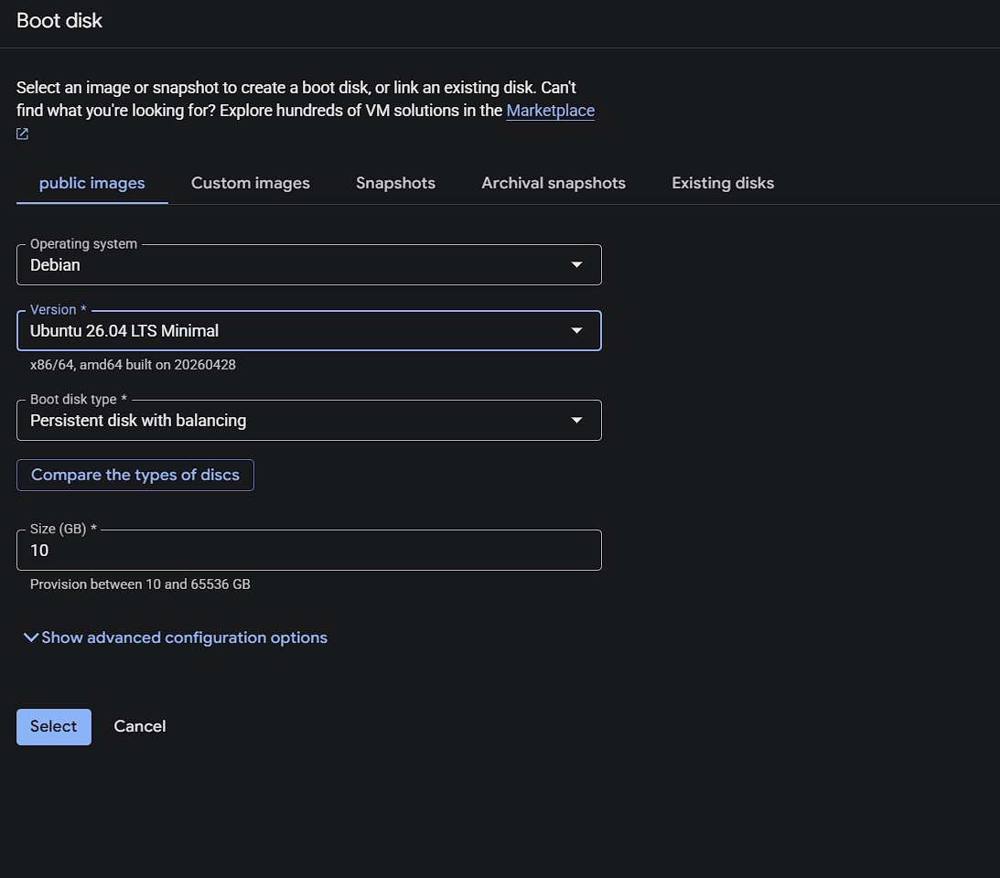 Boot disk
Select an image or snapshot to create a boot disk, or link an existing disk. Can't
find what you're looking for? Explore hundreds of VM solutions in the Marketplace
public images Custom images Snapshots Archival snapshots Existing disks
Operating system
Debian
Version *
Ubuntu 26.04 LTS Minimal
x86/64, amd64 built on 20260428
Boot disk type *
Persistent disk with balancing
Compare the types of discs
Size (GB) *
10
Provision between 10 and 65536 GB
Show advanced configuration options
Select Cancel